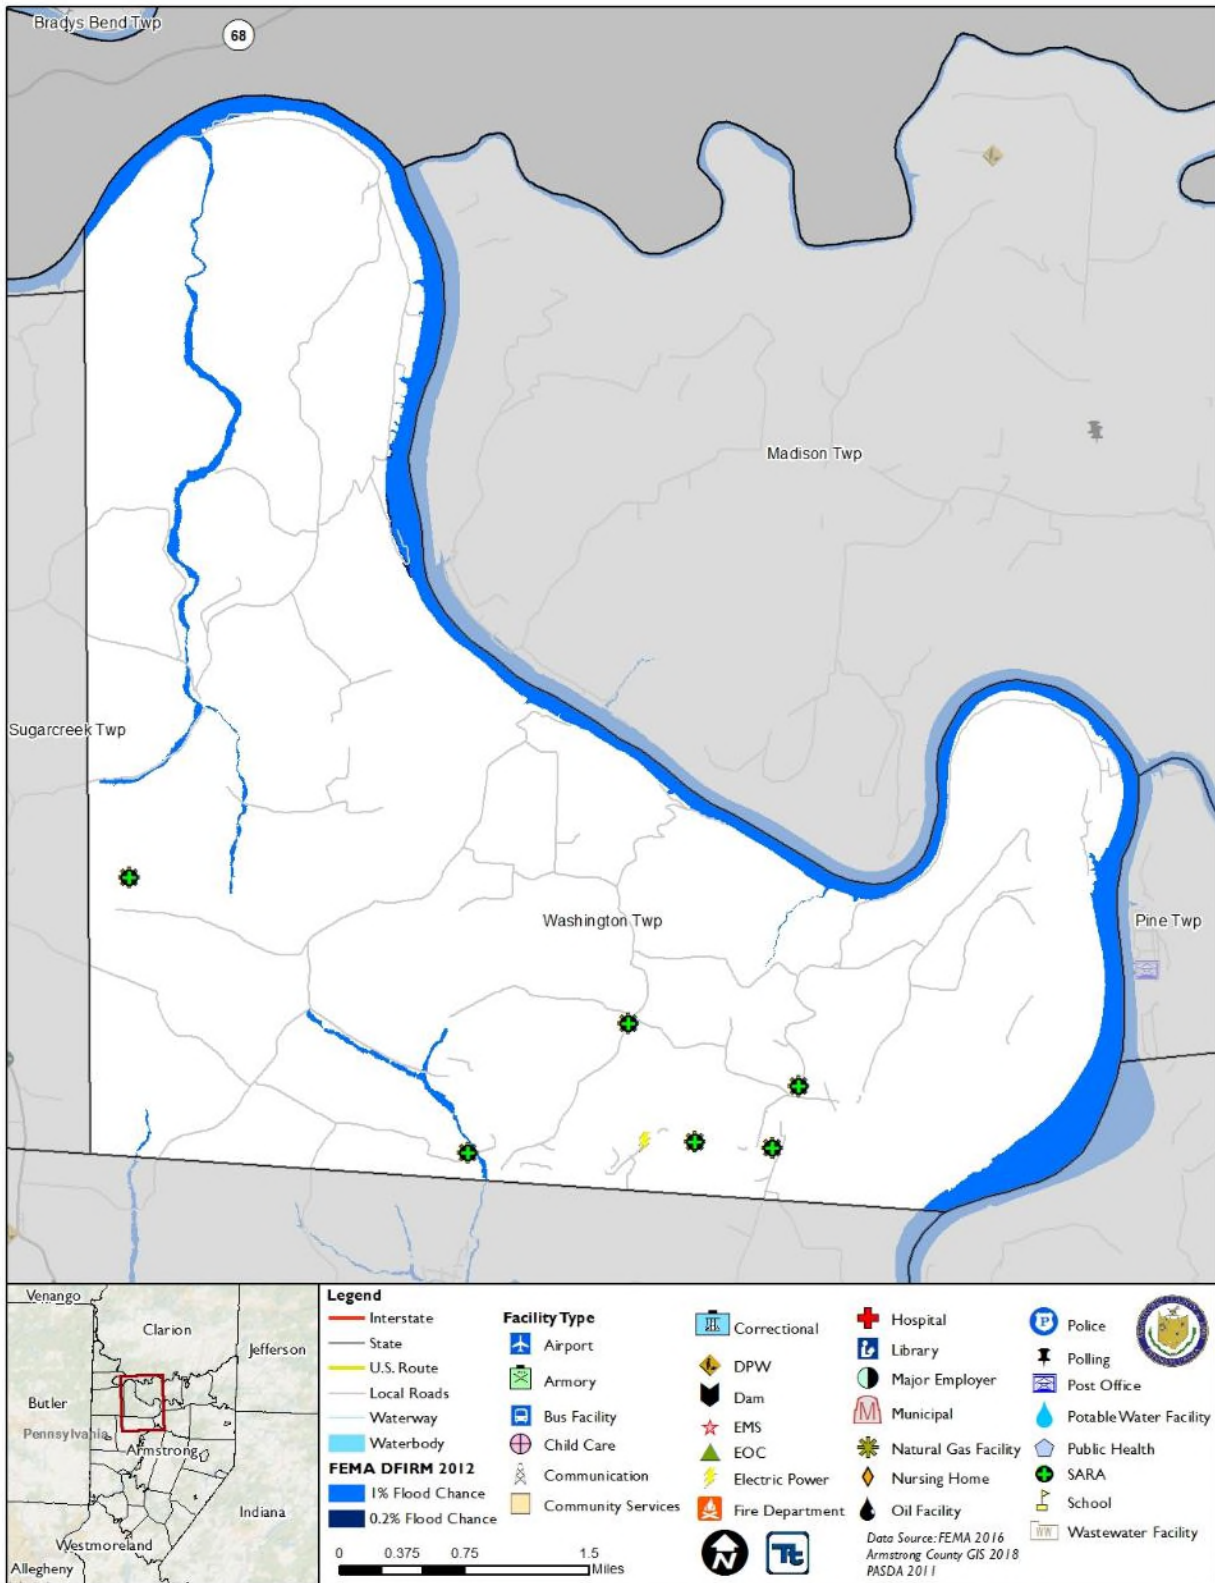 Bradys Bend Twp
68
Madison Twp
Sugarcreek Twp
Washington Twp
Pine Twp
Venango
Clarion
Jefferson
Butler
Pennsylvania
Armstrong
Indiana
Westmoreland
Allegheny
Legend
Interstate
State
U.S. Route
Local Roads
Waterway
Waterbody
FEMA DFIRM 2012
1% Flood Chance
0.2% Flood Chance
0 0.375 0.75 1.5
Miles
Facility Type
Airport
Armory
Bus Facility
Child Care
Communication
Community Services
Correctional
DPW
Dam
EMS
EOC
Electric Power
Fire Department
N
Tt
Hospital
Library
Major Employer
M
Municipal
Natural Gas Facility
Nursing Home
Oil Facility
Data Source: FEMA 2016
Armstrong County GIS 2018
PASDA 2011
P
Police
Polling
Post Office
Potable Water Facility
Public Health
SARA
School
WW
Wastewater Facility